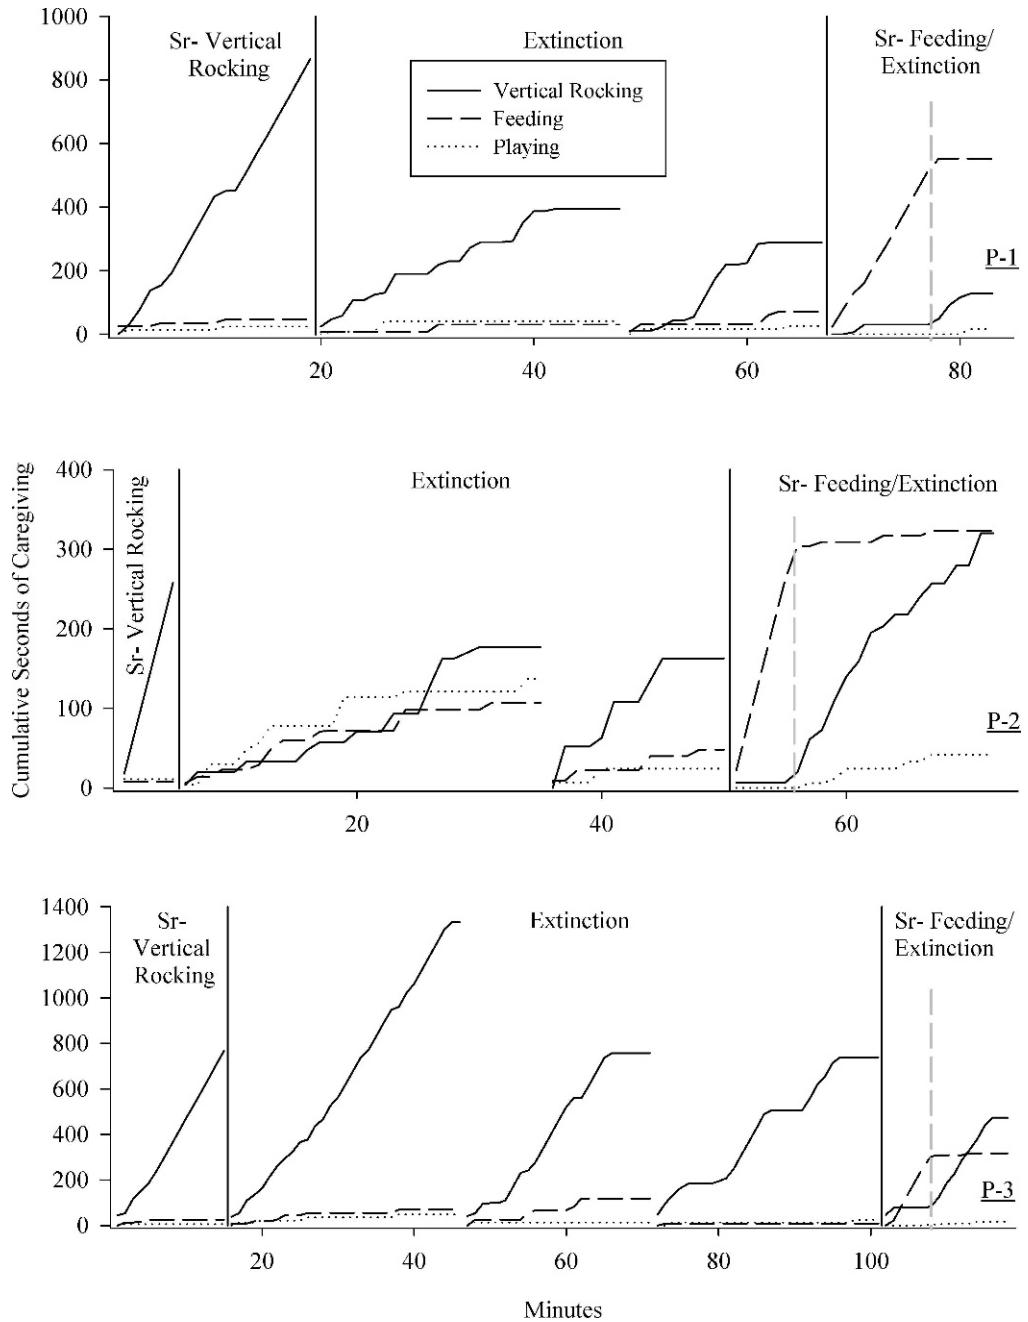 1000
800
600
400
200
0
Sr- Vertical
Rocking
Extinction
Vertical Rocking
Feeding
Playing
Sr- Feeding/
Extinction
P-1
20
40
60
80
Cumulative Seconds of Caregiving
400
300
200
100
0
Sr- Vertical Rocking
Extinction
Sr- Feeding/Extinction
P-2
20
40
60
1400
1200
1000
800
600
400
200
0
Sr-
Vertical
Rocking
Extinction
Sr- Feeding/
Extinction
P-3
20
40
60
80
100
Minutes